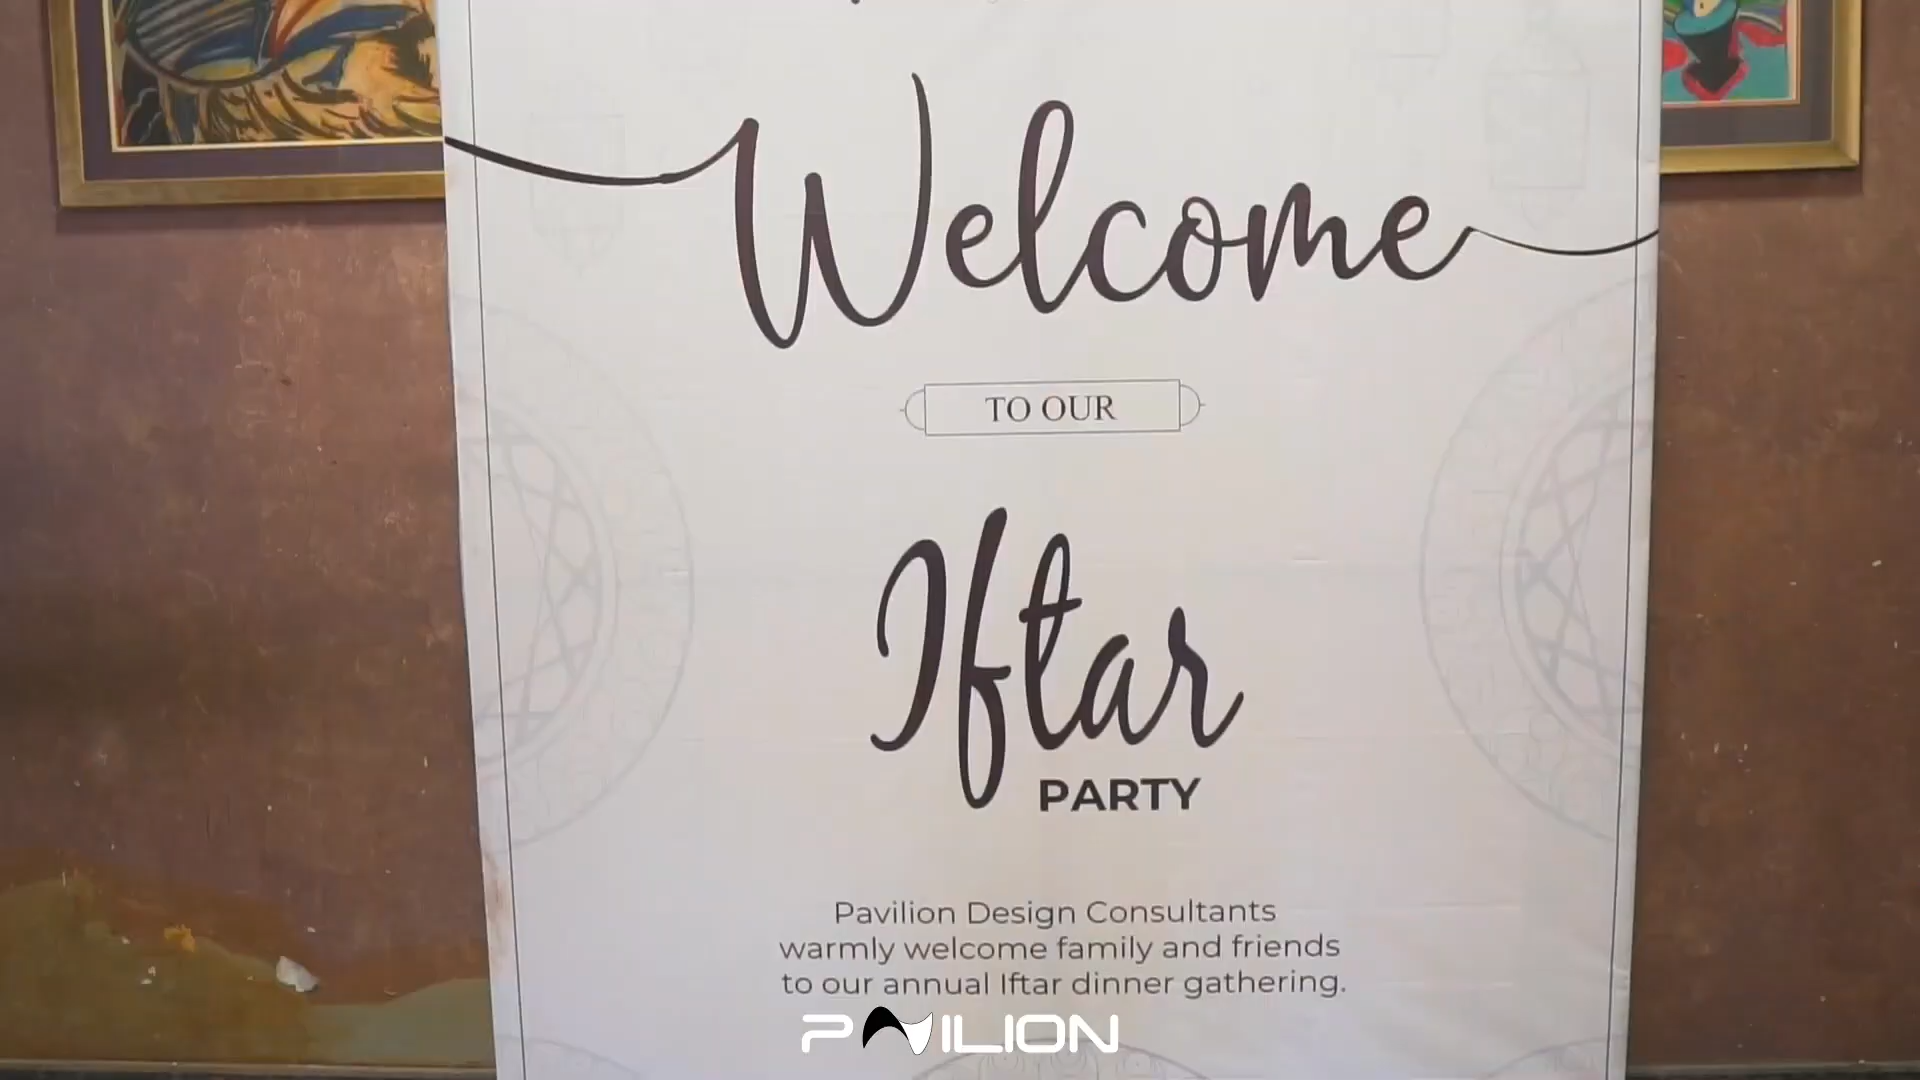 Welcome
TO OUR
Iftar
PARTY
Pavilion Design Consultants
warmly welcome family and friends
to our annual Iftar dinner gathering.
PAVILION